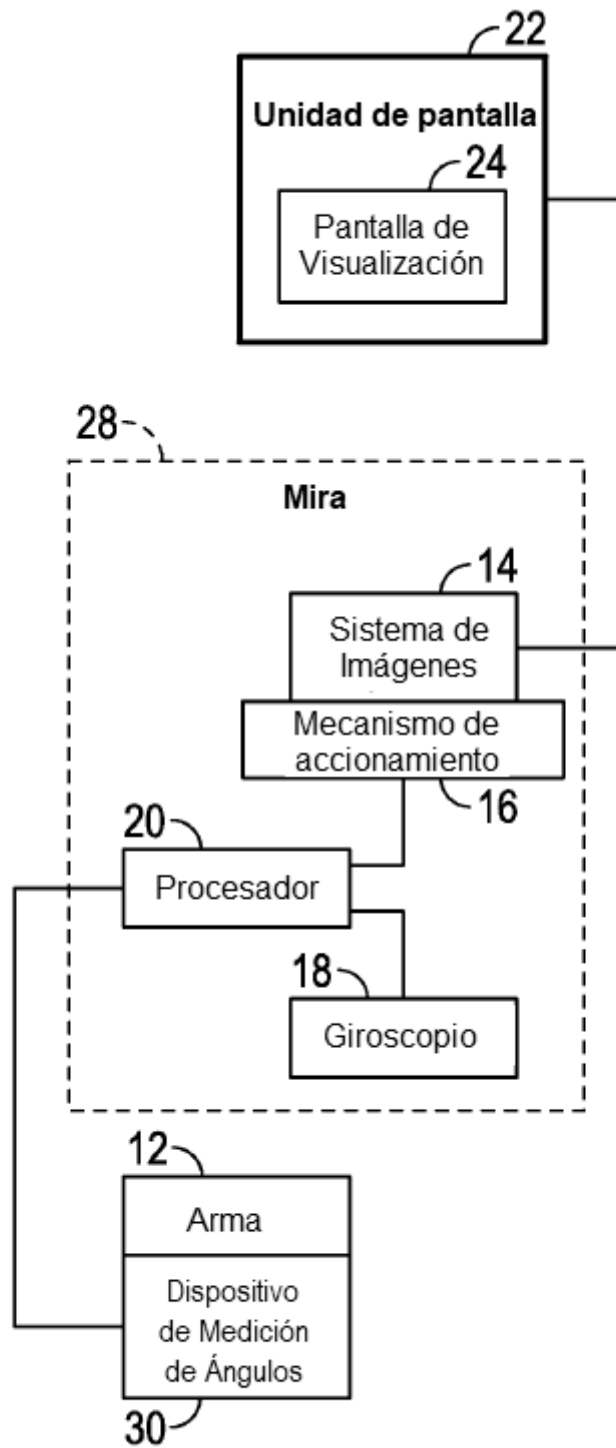 22
Unidad de pantalla
24
Pantalla de
Visualización
28
Mira
14
Sistema de
Imágenes
Mecanismo de
accionamiento
16
20
Procesador
18
Giroscopio
12
Arma
Dispositivo
de Medición
de Ángulos
30